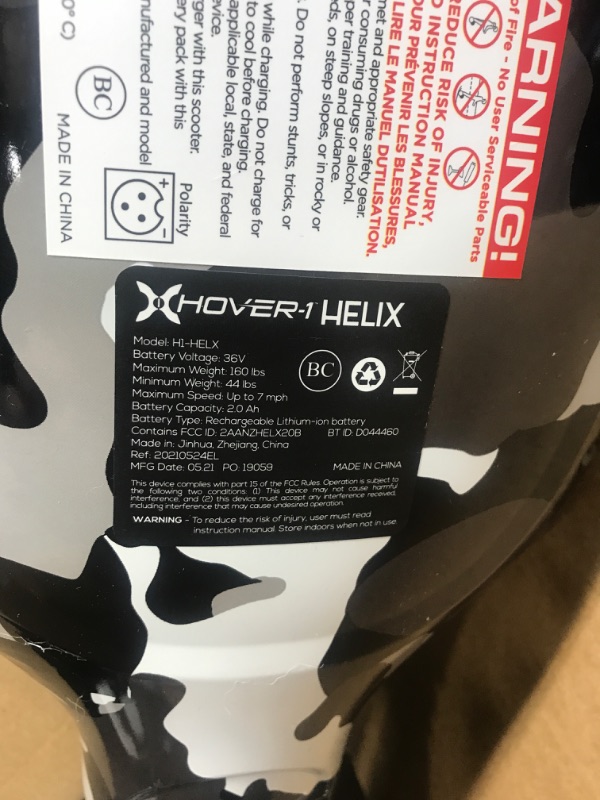 ARNING!
of Fire - No User Serviceable Parts
REDUCE RISK OF INJURY,
INSTRUCTION MANUAL
OUR PRÉVENIR LES BLESSURES,
LIRE LE MANUEL D'UTILISATION.
met and appropriate safety gear.
r consuming drugs or alcohol.
per training and guidance.
ds, on steep slopes, or in rocky or
. Do not perform stunts, tricks, or
while charging. Do not charge for
to cool before charging.
applicable local, state, and federal
evice.
ger with this scooter.
ery pack with this
nufactured and model
Polarity
+ -
0°C)
BC
MADE IN CHINA
HOVER-1™ HELIX
Model: H1-HELX
Battery Voltage: 36V
Maximum Weight: 160 lbs
Minimum Weight: 44 lbs
Maximum Speed: Up to 7 mph
Battery Capacity: 2.0 Ah
Battery Type: Rechargeable Lithium-ion battery
Contains FCC ID: 2AANZHELX20B BT ID: D044460
Made in: Jinhua, Zhejiang, China
Ref: 20210524EL
MFG Date: 05.21 PO: 19059 MADE IN CHINA
BC
This device complies with part 15 of the FCC Rules. Operation is subject to
the following two conditions: (1) This device may not cause harmful
interference, and (2) this device must accept any interference received,
including interference that may cause undesired operation.
WARNING - To reduce the risk of injury, user must read
instruction manual. Store indoors when not in use.